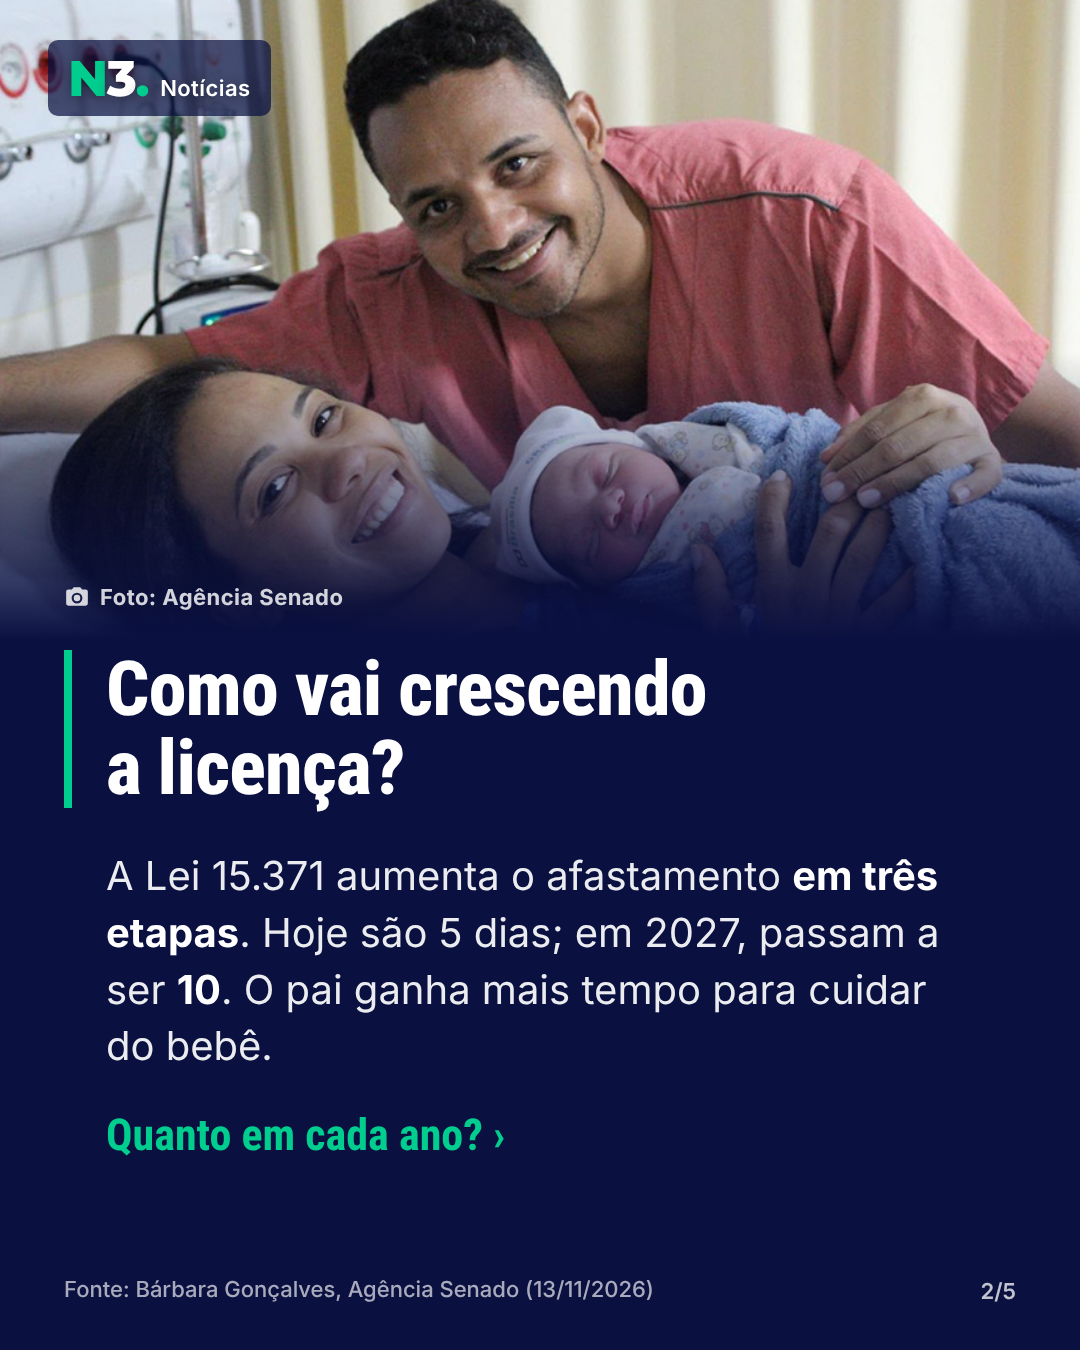 N3. Notícias
Foto: Agência Senado
Como vai crescendo
a licença?
A Lei 15.371 aumenta o afastamento em três
etapas. Hoje são 5 dias; em 2027, passam a
ser 10. O pai ganha mais tempo para cuidar
do bebê.
Quanto em cada ano? ›
Fonte: Bárbara Gonçalves, Agência Senado (13/11/2026)
2/5